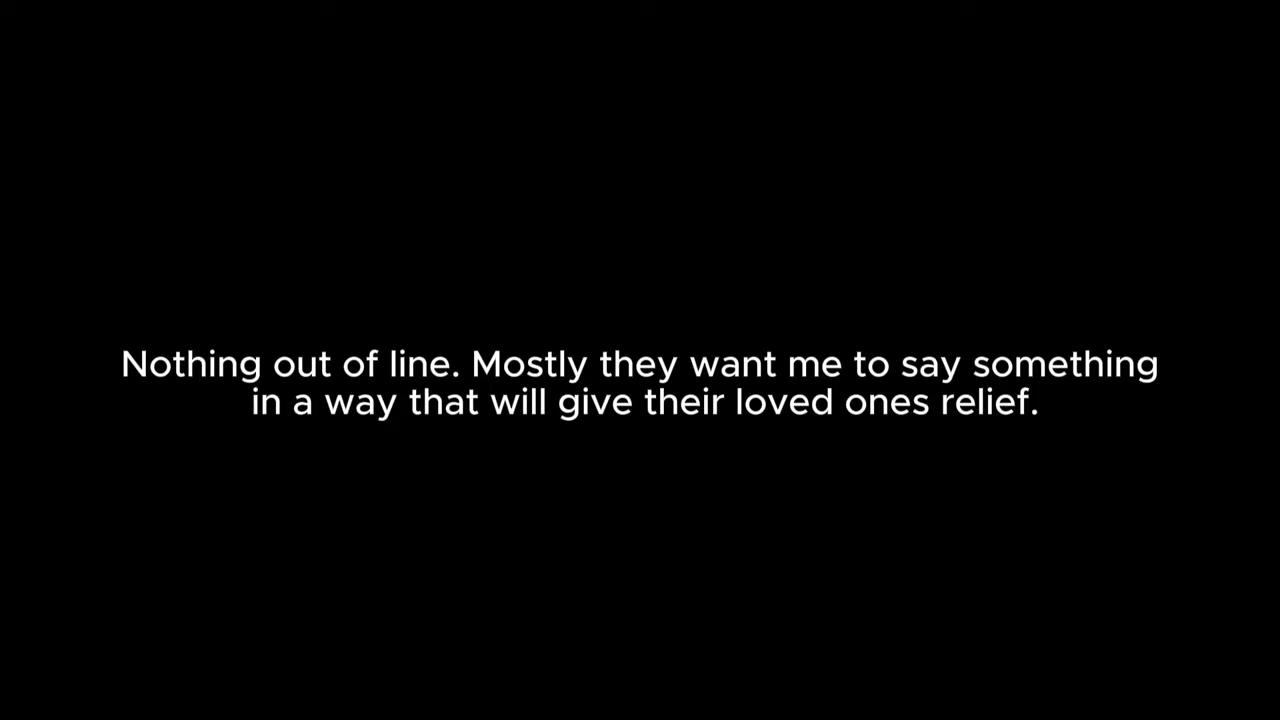 Nothing out of line. Mostly they want me to say something
in a way that will give their loved ones relief.